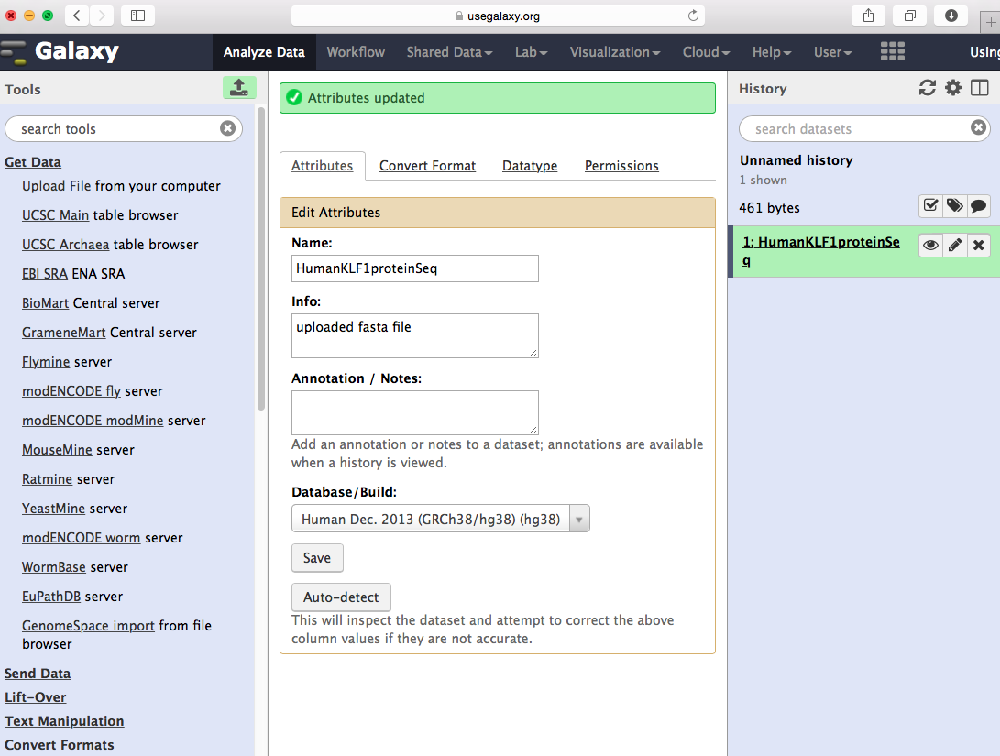 usegalaxy.org
Galaxy
Analyze Data
Workflow
Shared Data
Lab
Visualization
Cloud
Help
User
Using
Tools
search tools
Get Data
Upload File from your computer
UCSC Main table browser
UCSC Archaea table browser
EBI SRA ENA SRA
BioMart Central server
GrameneMart Central server
Flymine server
modENCODE fly server
modENCODE modMine server
MouseMine server
Ratmine server
YeastMine server
modENCODE worm server
WormBase server
EuPathDB server
GenomeSpace import from file
browser
Send Data
Lift-Over
Text Manipulation
Convert Formats
Attributes updated
Attributes
Convert Format
Datatype
Permissions
Edit Attributes
Name:
HumanKLF1proteinSeq
Info:
uploaded fasta file
Annotation / Notes:
Add an annotation or notes to a dataset; annotations are available
when a history is viewed.
Database/Build:
Human Dec. 2013 (GRCh38/hg38) (hg38)
Save
Auto-detect
This will inspect the dataset and attempt to correct the above
column values if they are not accurate.
History
search datasets
Unnamed history
1 shown
461 bytes
1: HumanKLF1proteinSe
q